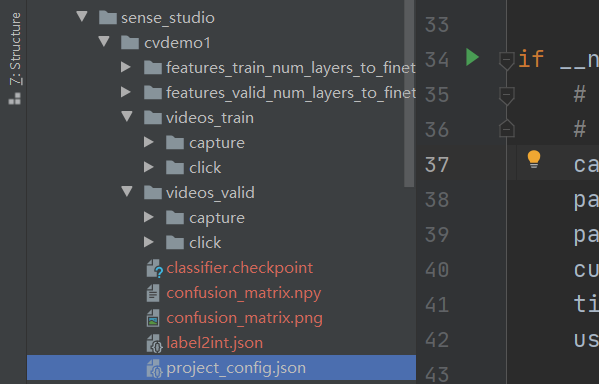 7: Structure
sense_studio
cvdemo1
features_train_num_layers_to_finet
features_valid_num_layers_to_finet
videos_train
capture
click
videos_valid
capture
click
classifier.checkpoint
confusion_matrix.npy
confusion_matrix.png
label2int.json
project_config.json
33
34 if __n
35 #
36 #
37 ca
38 pa
39 pa
40 cu
41 ti
42 us
43